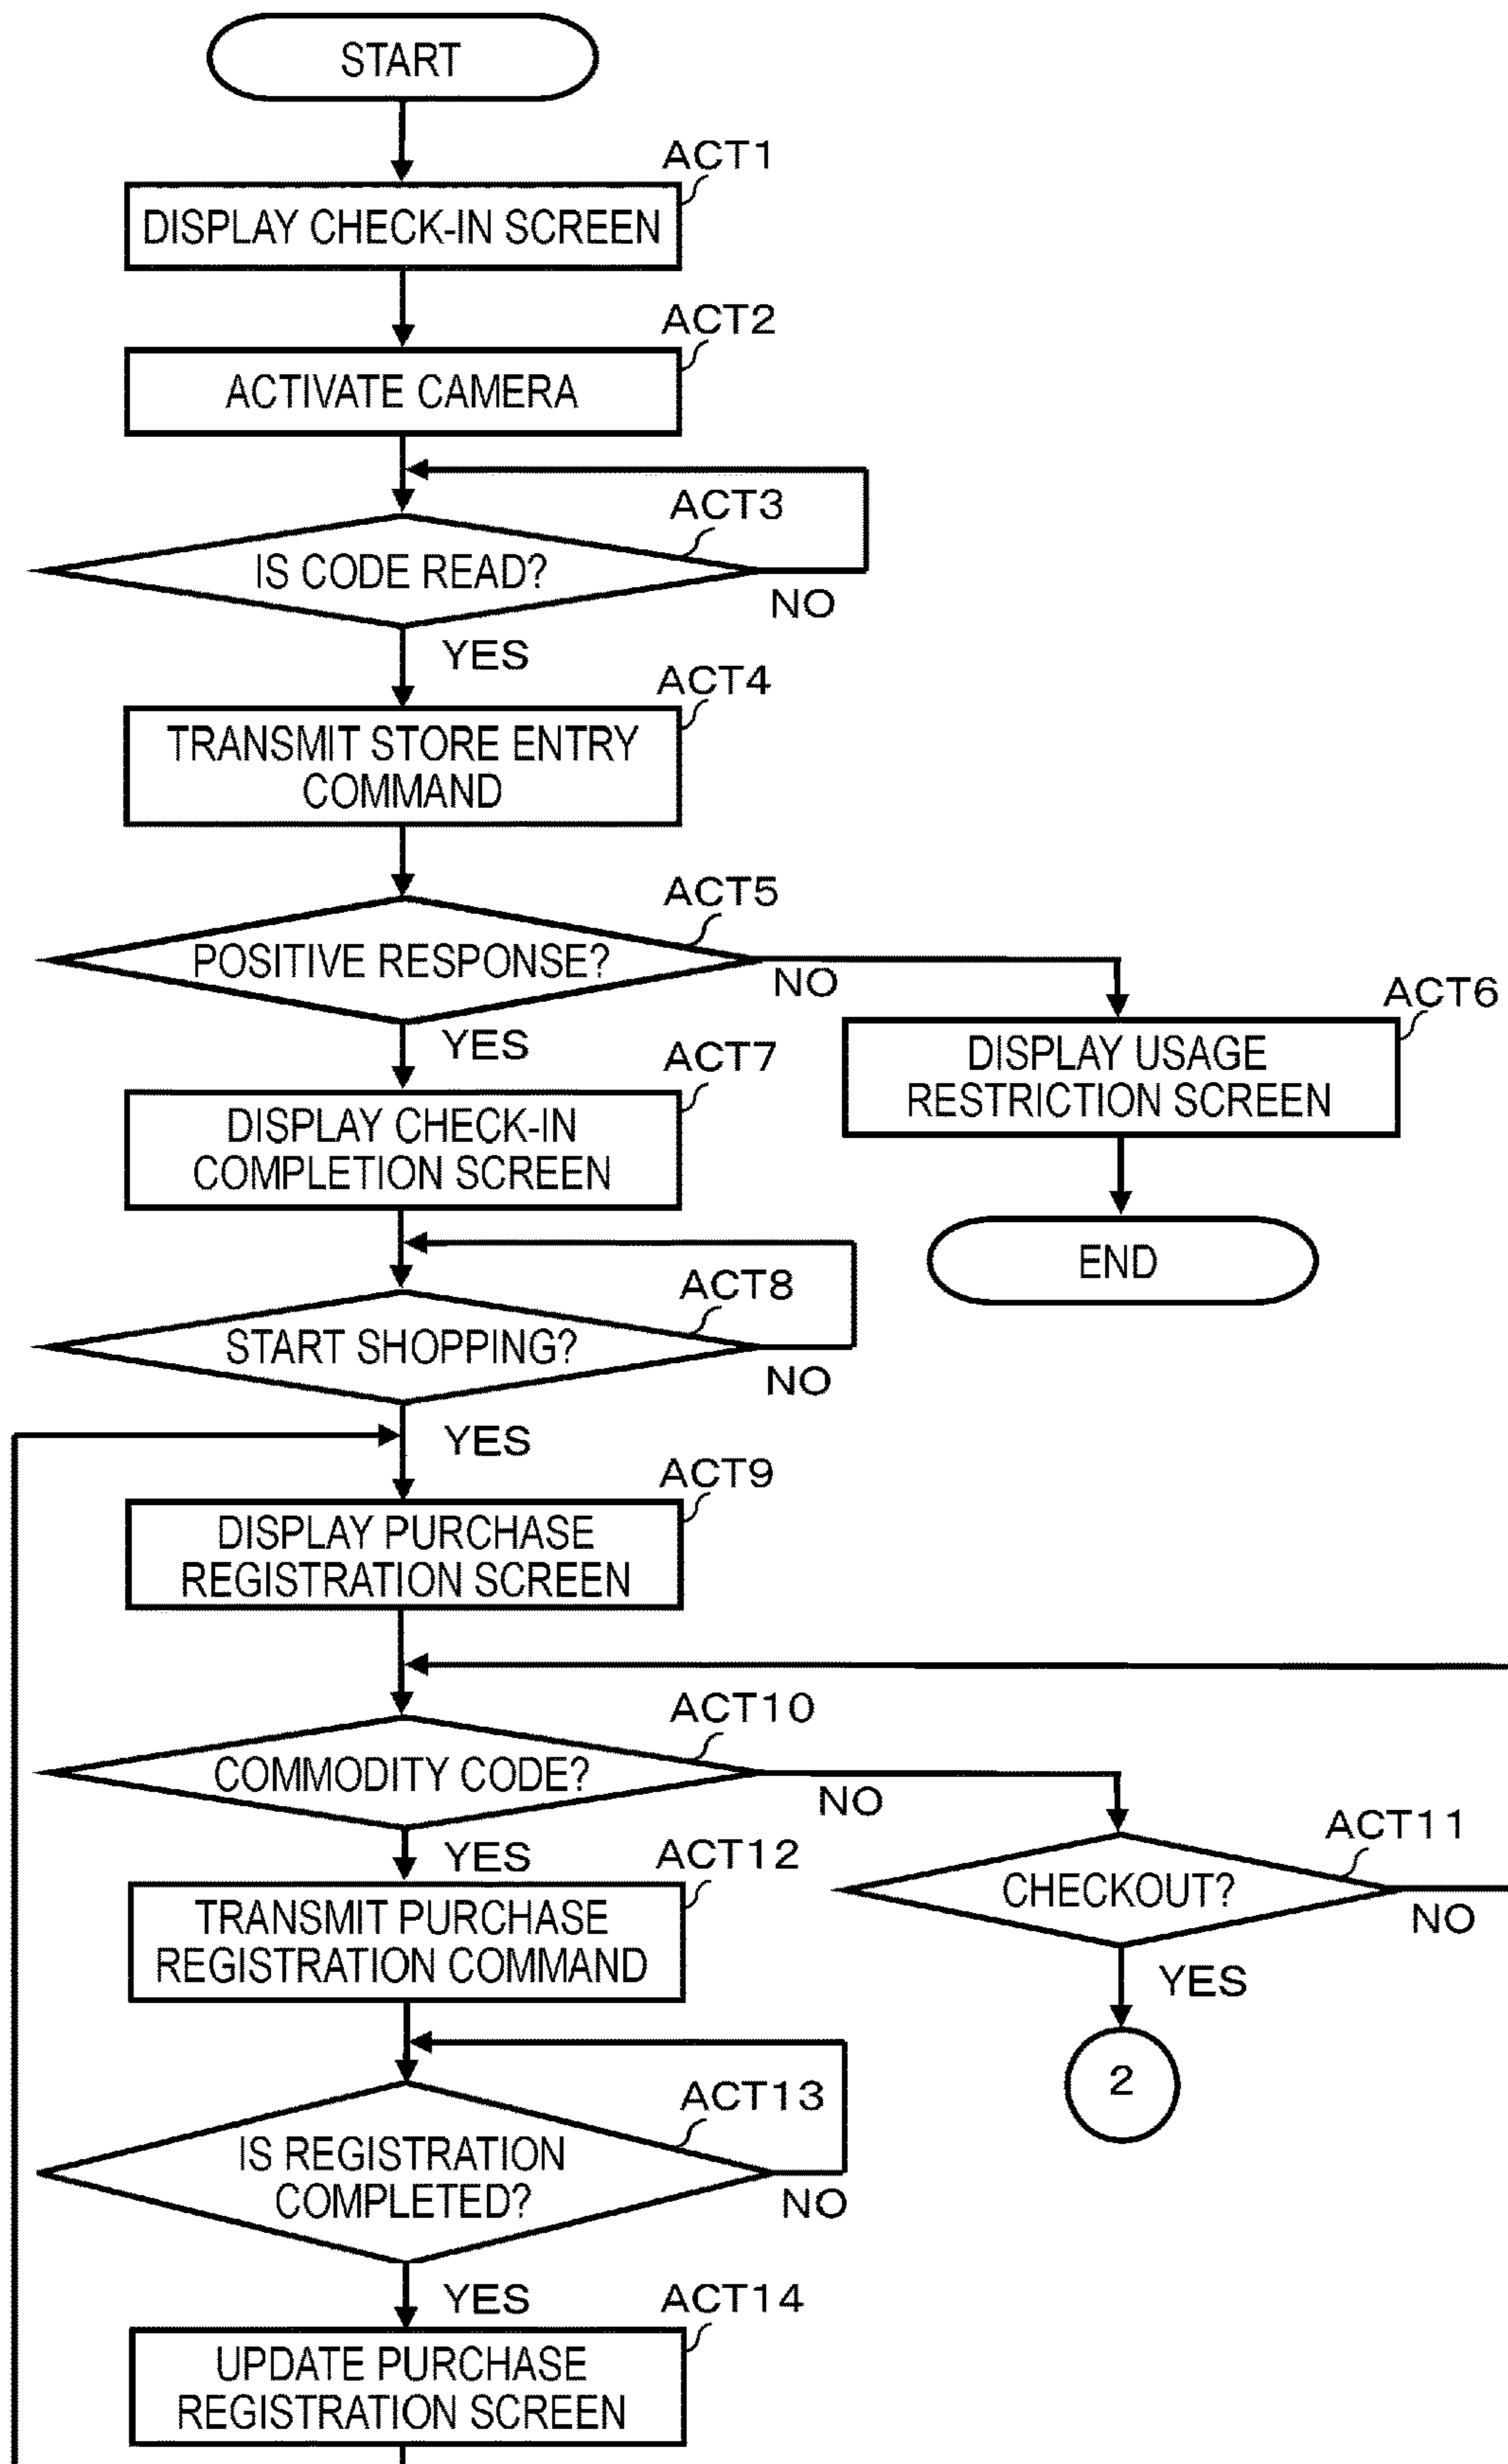 START
ACT1
DISPLAY CHECK-IN SCREEN
ACT2
ACTIVATE CAMERA
ACT3
IS CODE READ?
NO
YES
ACT4
TRANSMIT STORE ENTRY
COMMAND
ACT5
POSITIVE RESPONSE?
NO
YES
ACT6
DISPLAY USAGE
RESTRICTION SCREEN
END
ACT7
DISPLAY CHECK-IN
COMPLETION SCREEN
ACT8
START SHOPPING?
NO
YES
ACT9
DISPLAY PURCHASE
REGISTRATION SCREEN
ACT10
COMMODITY CODE?
NO
YES
ACT11
CHECKOUT?
NO
YES
2
ACT12
TRANSMIT PURCHASE
REGISTRATION COMMAND
ACT13
IS REGISTRATION
COMPLETED?
NO
YES
ACT14
UPDATE PURCHASE
REGISTRATION SCREEN